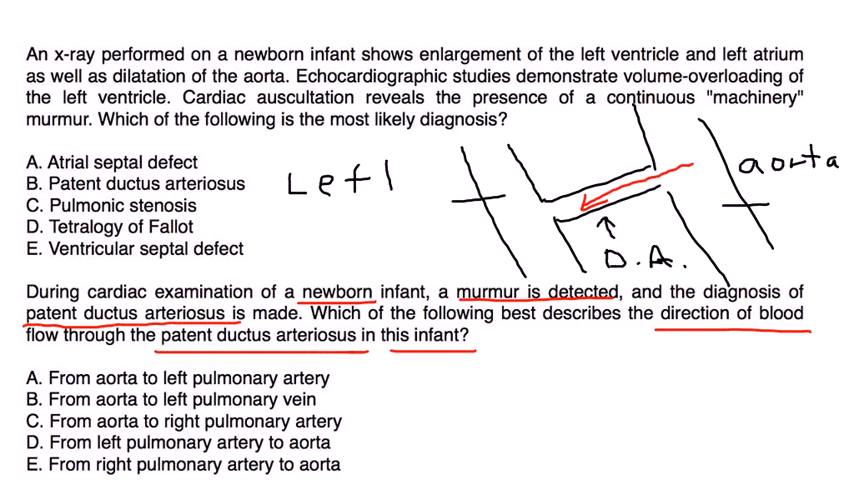 An x-ray performed on a newborn infant shows enlargement of the left ventricle and left atrium
as well as dilatation of the aorta. Echocardiographic studies demonstrate volume-overloading of
the left ventricle. Cardiac auscultation reveals the presence of a continuous "machinery"
murmur. Which of the following is the most likely diagnosis?
A. Atrial septal defect
B. Patent ductus arteriosus
C. Pulmonic stenosis
D. Tetralogy of Fallot
E. Ventricular septal defect
Left
aorta
D.A.
During cardiac examination of a newborn infant, a murmur is detected, and the diagnosis of
patent ductus arteriosus is made. Which of the following best describes the direction of blood
flow through the patent ductus arteriosus in this infant?
A. From aorta to left pulmonary artery
B. From aorta to left pulmonary vein
C. From aorta to right pulmonary artery
D. From left pulmonary artery to aorta
E. From right pulmonary artery to aorta